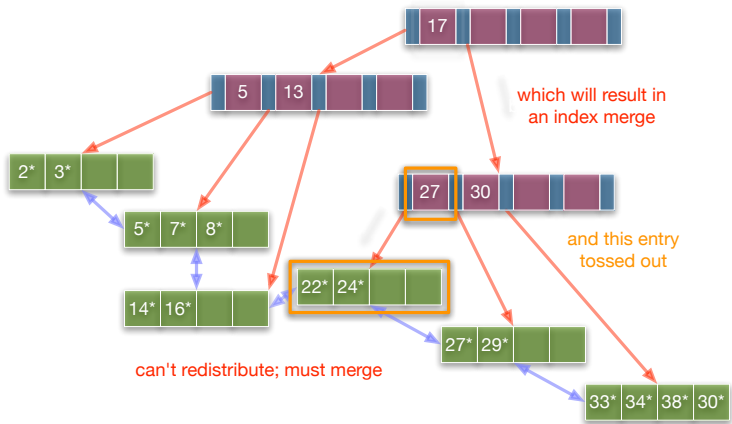 17
5 13
which will result in
an index merge
2* 3*
27 30
5* 7* 8*
and this entry
tossed out
22* 24*
14* 16*
27* 29*
can't redistribute; must merge
33* 34* 38* 30*